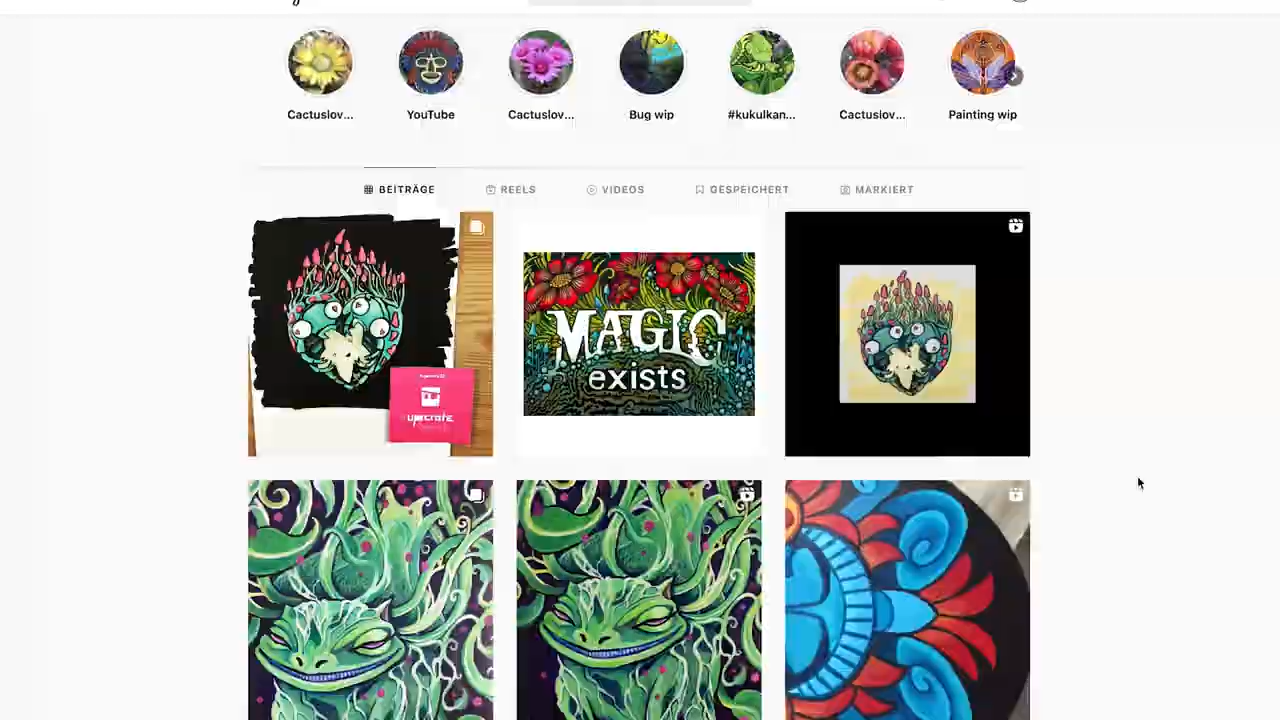 Cactuslov...
YouTube
Cactuslov...
Bug wip
#kukulkan...
Cactuslov...
Painting wip
BEITRÄGE
REELS
VIDEOS
GESPEICHERT
MARKIERT
MAGIC
exists
upcrate